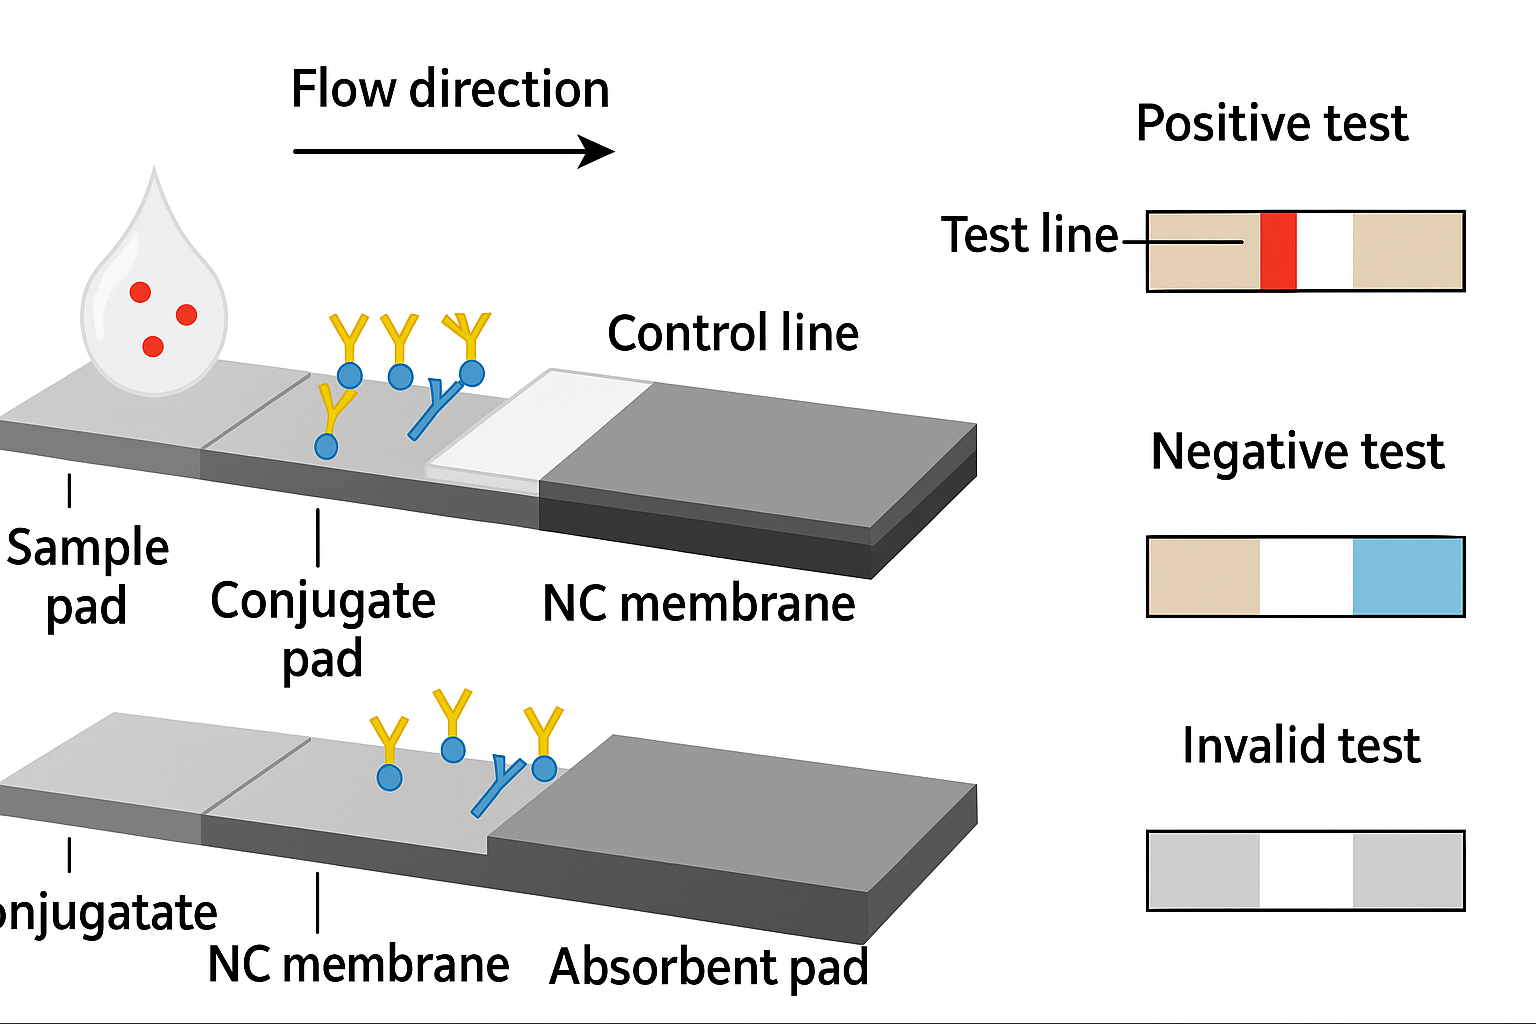 Flow direction
Positive test
Test line
Control line
Negative test
Sample
pad
Conjugate
pad
NC membrane
Invalid test
onjugatate
NC membrane
Absorbent pad